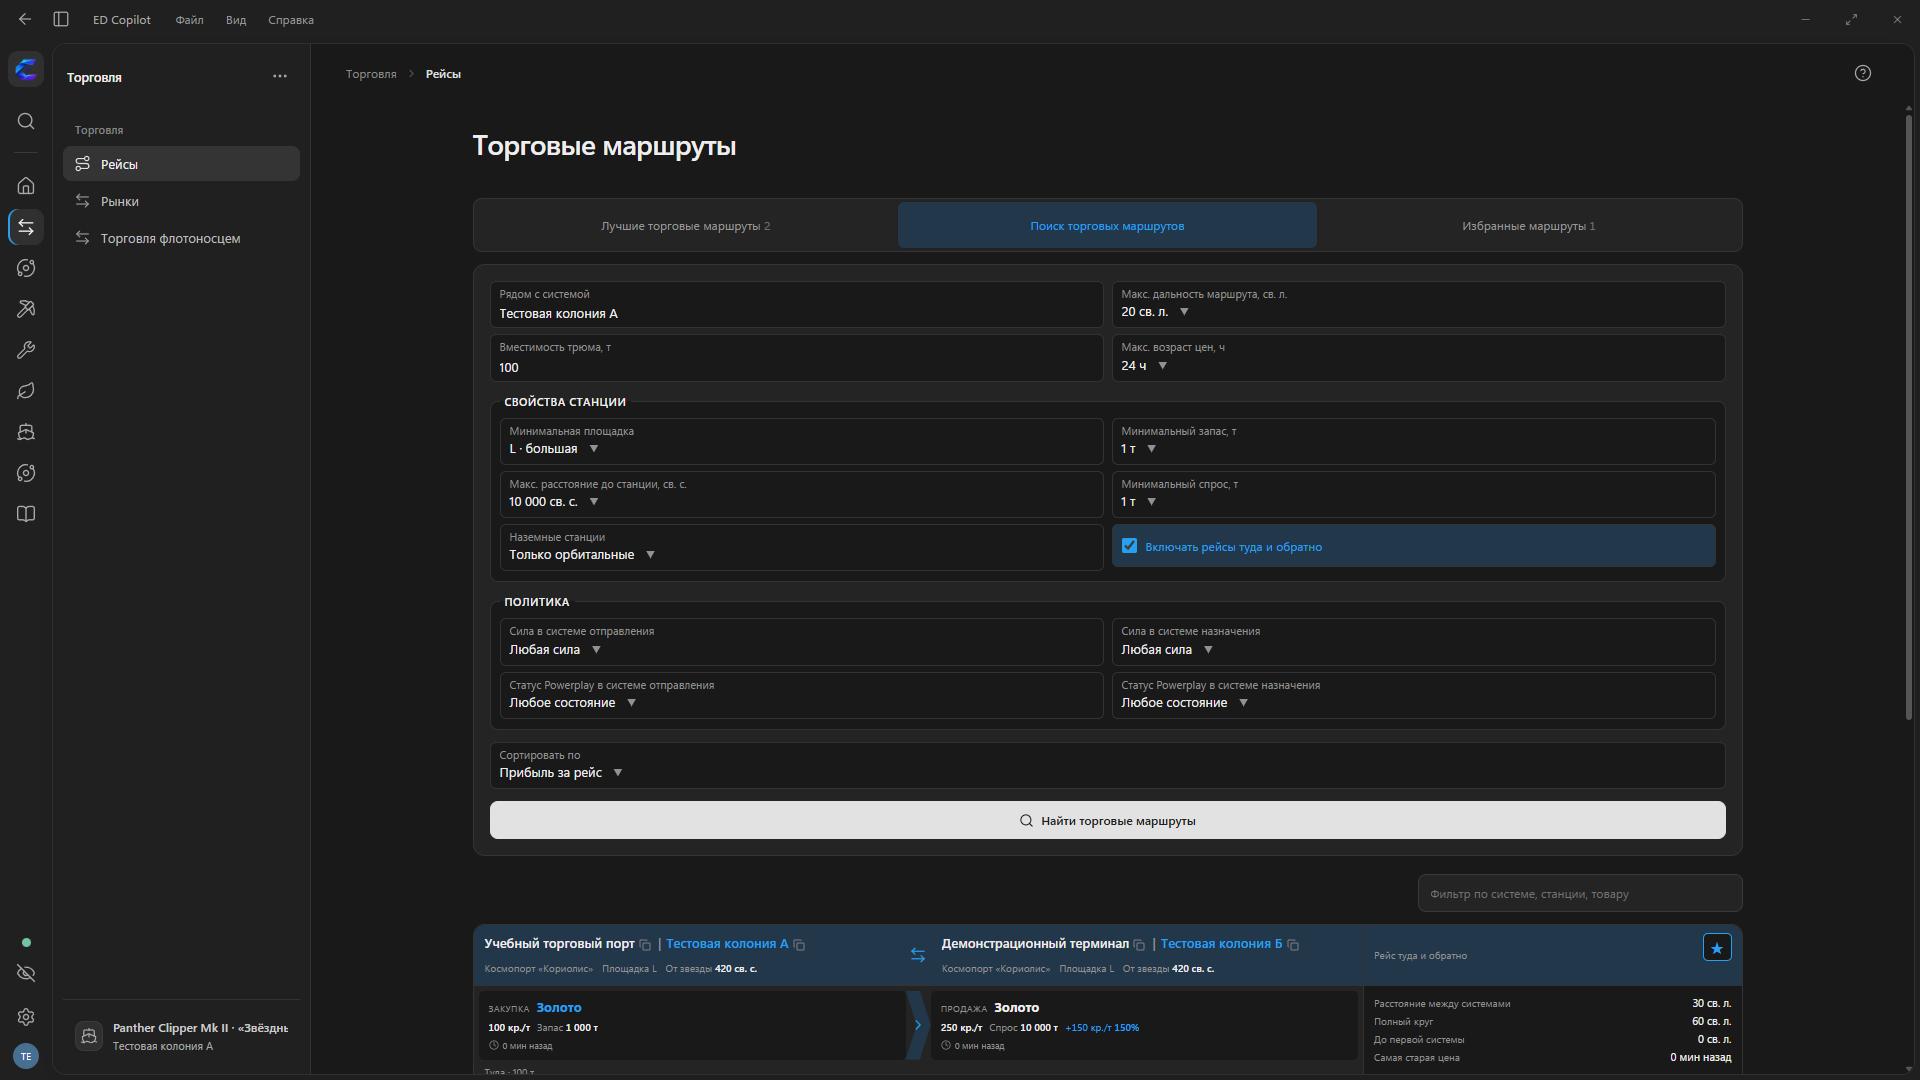 ED Copilot
Файл
Вид
Справка
Торговля
Торговля
Рейсы
Рынки
Торговля флотоносцем
Торговля
Рейсы
Торговые маршруты
Лучшие торговые маршруты 2
Поиск торговых маршрутов
Избранные маршруты 1
Рядом с системой
Тестовая колония А
Макс. дальность маршрута, св. л.
20 св. л.
Вместимость трюма, т
100
Макс. возраст цен, ч
24 ч
СВОЙСТВА СТАНЦИИ
Минимальная площадка
L · большая
Минимальный запас, т
1 т
Макс. расстояние до станции, св. с.
10 000 св. с.
Минимальный спрос, т
1 т
Наземные станции
Только орбитальные
Включать рейсы туда и обратно
ПОЛИТИКА
Сила в системе отправления
Любая сила
Сила в системе назначения
Любая сила
Статус Powerplay в системе отправления
Любое состояние
Статус Powerplay в системе назначения
Любое состояние
Сортировать по
Прибыль за рейс
Найти торговые маршруты
Фильтр по системе, станции, товару
Учебный торговый порт | Тестовая колония А
Космопорт «Кориолис» Площадка L От звезды 420 св. с.
Демонстрационный терминал | Тестовая колония Б
Космопорт «Кориолис» Площадка L От звезды 420 св. с.
Рейс туда и обратно
ЗАКУПКА Золото
100 кр./т Запас 1 000 т
0 мин назад
ПРОДАЖА Золото
250 кр./т Спрос 10 000 т +150 кр./т 150%
0 мин назад
Расстояние между системами 30 св. л.
Полный круг 60 св. л.
До первой системы 0 св. л.
Самая старая цена 0 мин назад
Туда · 100 т
Panther Clipper Mk II · «Звёздны
Тестовая колония А
TE